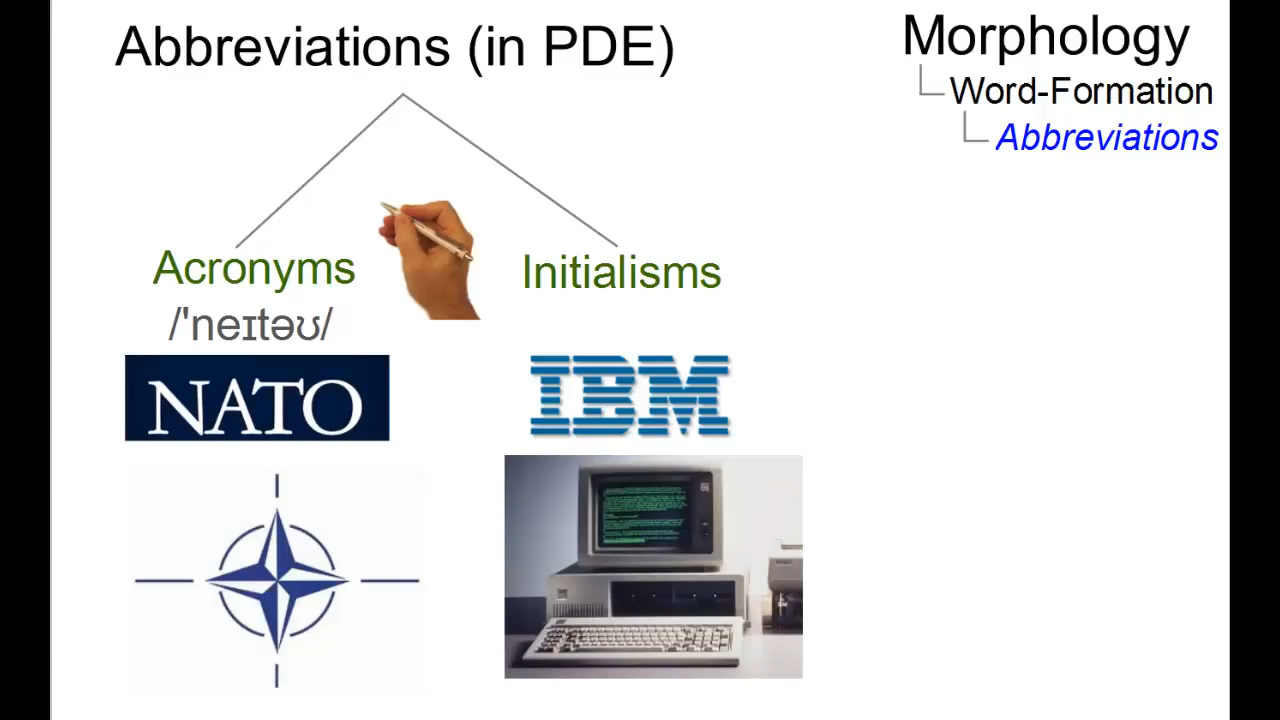 Abbreviations (in PDE)
Morphology
Word-Formation
Abbreviations
Acronyms
Initialisms
/ˈneɪtəʊ/
NATO
IBM